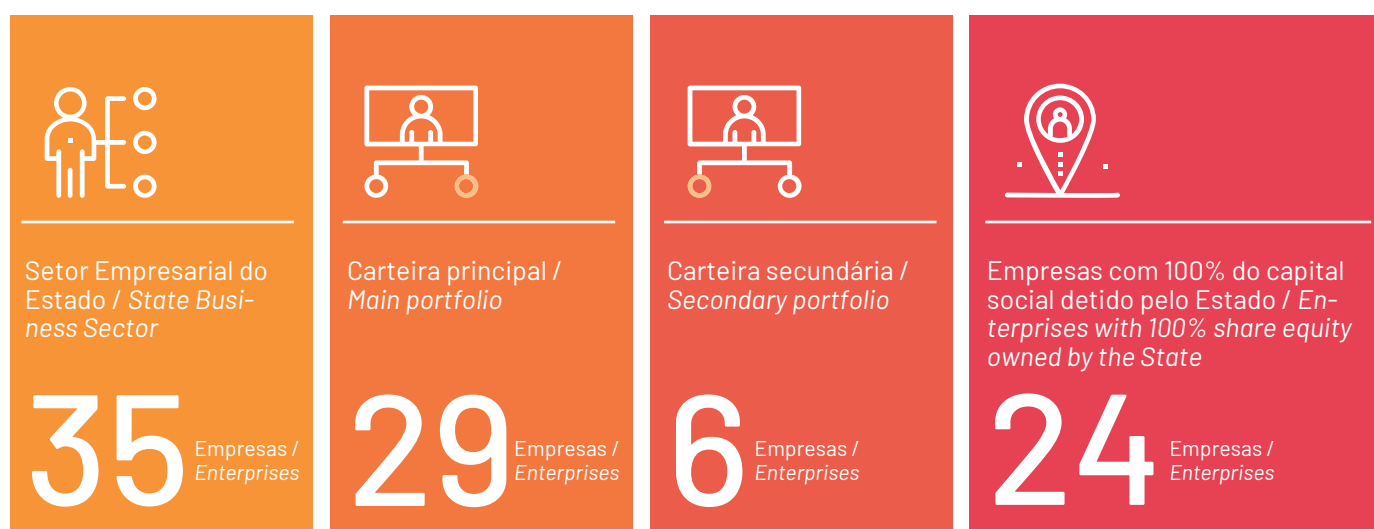 Setor Empresarial do
Estado / State Busi-
ness Sector
35
Empresas /
Enterprises
Carteira principal /
Main portfolio
29
Empresas /
Enterprises
Carteira secundária /
Secondary portfolio
6
Empresas /
Enterprises
Empresas com 100% do capital
social detido pelo Estado / En-
terprises with 100% share equity
owned by the State
24
Empresas /
Enterprises